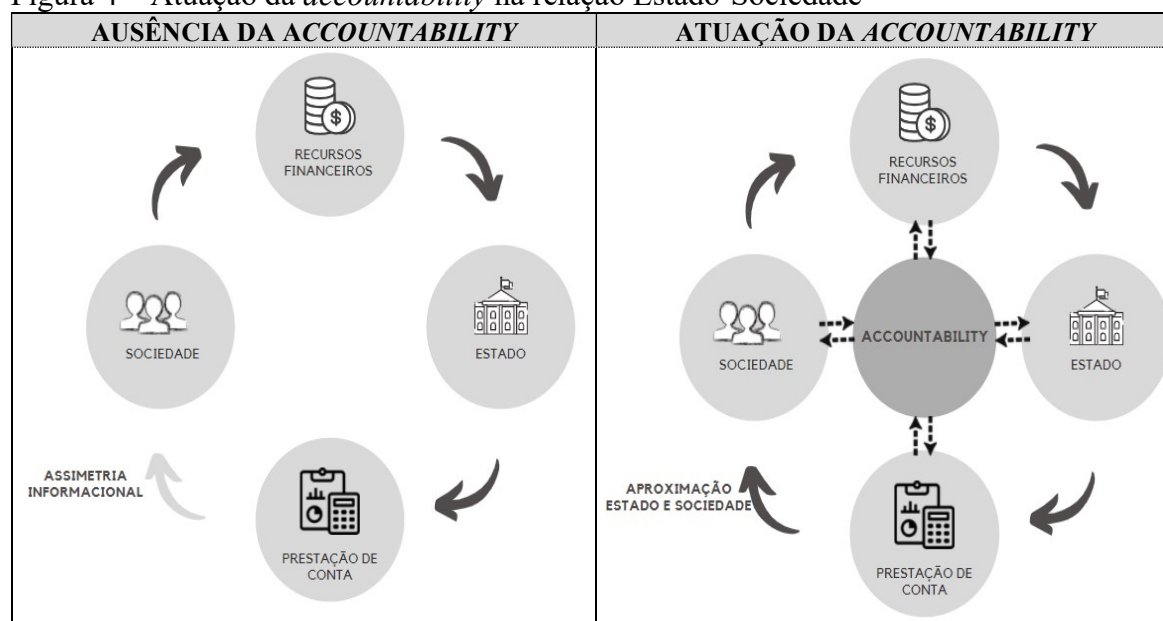 Figura 4 – Atuação da accountability na relação Estado-Sociedade
AUSÊNCIA DA ACCOUNTABILITY
RECURSOS
FINANCEIROS
SOCIEDADE
ESTADO
ASSIMETRIA
INFORMACIONAL
PRESTAÇÃO DE
CONTA
ATUAÇÃO DA ACCOUNTABILITY
RECURSOS
FINANCEIROS
SOCIEDADE
ACCOUNTABILITY
ESTADO
APROXIMAÇÃO
ESTADO E SOCIEDADE
PRESTAÇÃO DE
CONTA